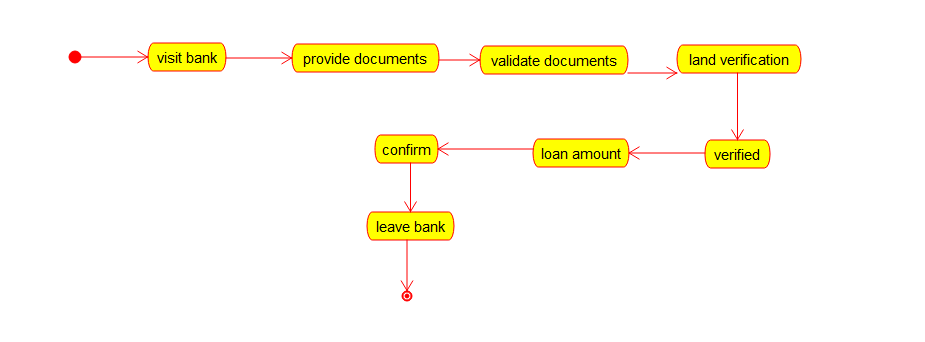 visit bank
provide documents
validate documents
land verification
verified
loan amount
confirm
leave bank